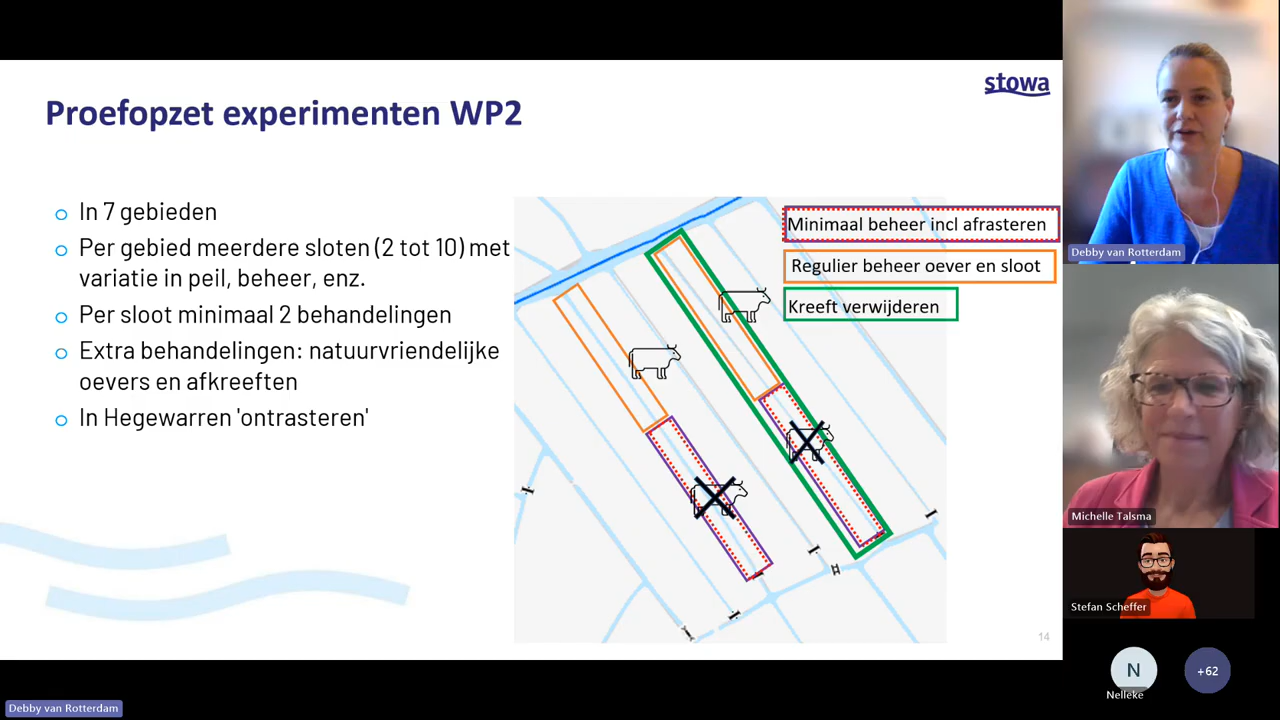 stowa
Proefopzet experimenten WP2
In 7 gebieden
Per gebied meerdere sloten (2 tot 10) met
variatie in peil, beheer, enz.
Per sloot minimaal 2 behandelingen
Extra behandelingen: natuurvriendelijke
oevers en afkreeften
In Hegewarren 'ontrasteren'
Minimaal beheer incl afrasteren
Regulier beheer oever en sloot
Kreeft verwijderen
14
Debby van Rotterdam
Michelle Talsma
Stefan Scheffer
N
Nelleke
+62
Debby van Rotterdam